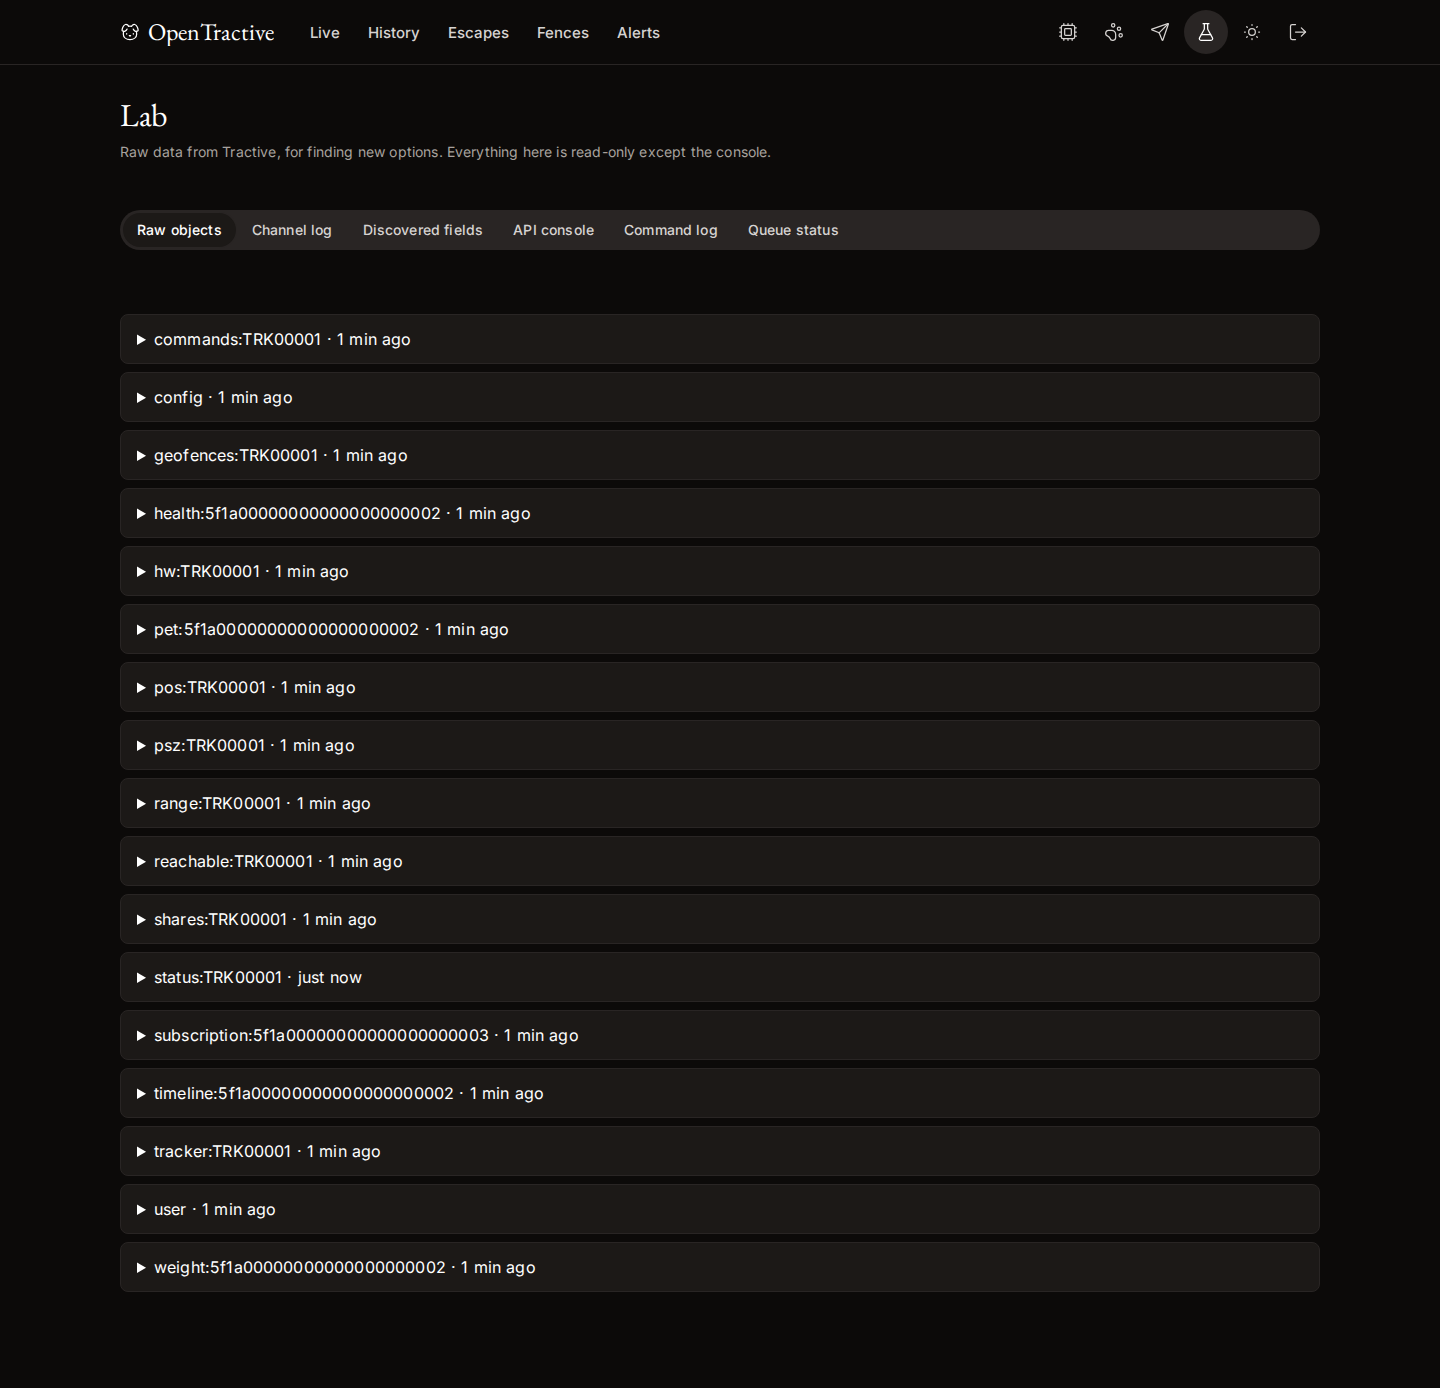 OpenTractive
Live
History
Escapes
Fences
Alerts
Lab
Raw data from Tractive, for finding new options. Everything here is read-only except the console.
Raw objects
Channel log
Discovered fields
API console
Command log
Queue status
commands:TRK00001 · 1 min ago
config · 1 min ago
geofences:TRK00001 · 1 min ago
health:5f1a00000000000000000002 · 1 min ago
hw:TRK00001 · 1 min ago
pet:5f1a00000000000000000002 · 1 min ago
pos:TRK00001 · 1 min ago
psz:TRK00001 · 1 min ago
range:TRK00001 · 1 min ago
reachable:TRK00001 · 1 min ago
shares:TRK00001 · 1 min ago
status:TRK00001 · just now
subscription:5f1a00000000000000000003 · 1 min ago
timeline:5f1a00000000000000000002 · 1 min ago
tracker:TRK00001 · 1 min ago
user · 1 min ago
weight:5f1a00000000000000000002 · 1 min ago